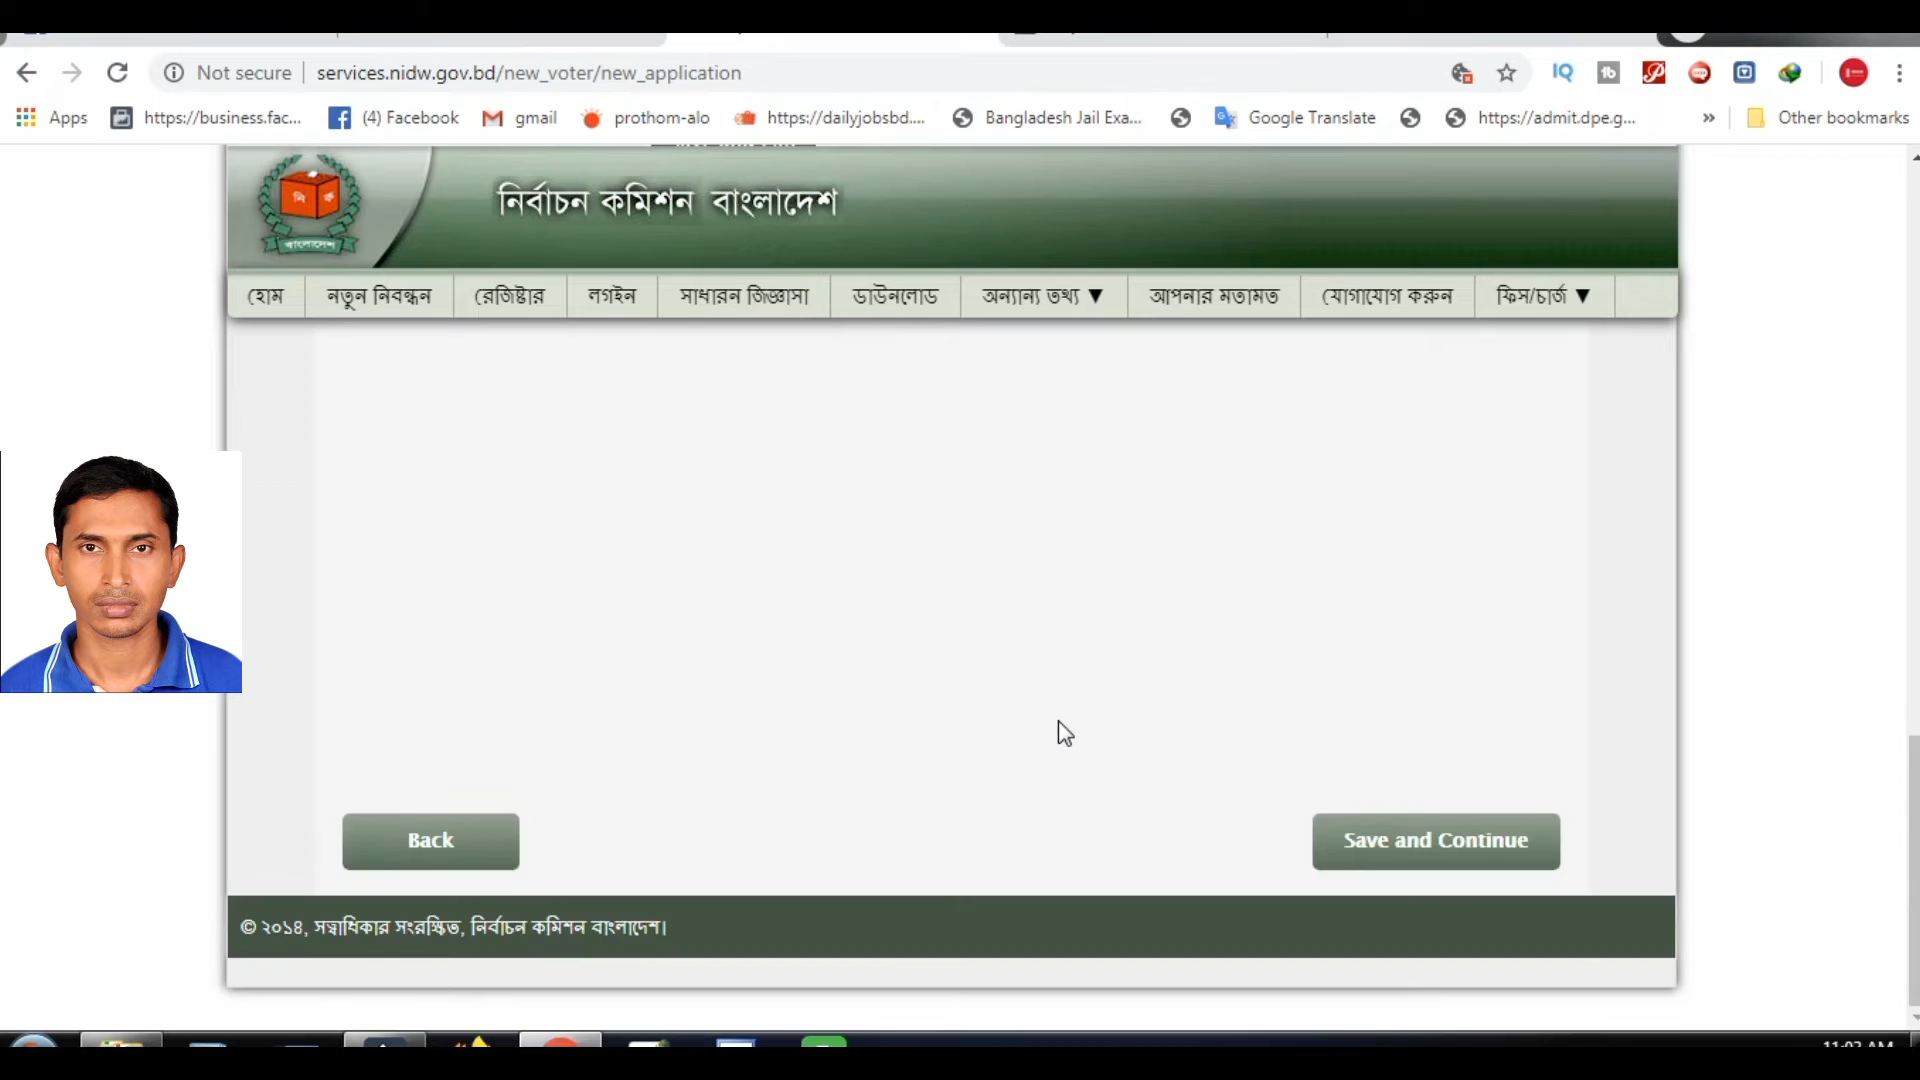 Not secure services.nidw.gov.bd/new_voter/new_application
Apps https://business.fac... (4) Facebook gmail prothom-alo https://dailyjobsbd.... Bangladesh Jail Exa... Google Translate https://admit.dpe.g... » Other bookmarks
নির্বাচন কমিশন বাংলাদেশ
নি র্ক
বাংলাদেশ
হোম নতুন নিবন্ধন রেজিষ্টার লগইন সাধারন জিজ্ঞাসা ডাউনলোড অন্যান্য তথ্য ▼ আপনার মতামত যোগাযোগ করুন ফিস/চার্জ ▼
Back Save and Continue
© ২০১৪, সত্বাধিকার সংরক্ষিত, নির্বাচন কমিশন বাংলাদেশ।